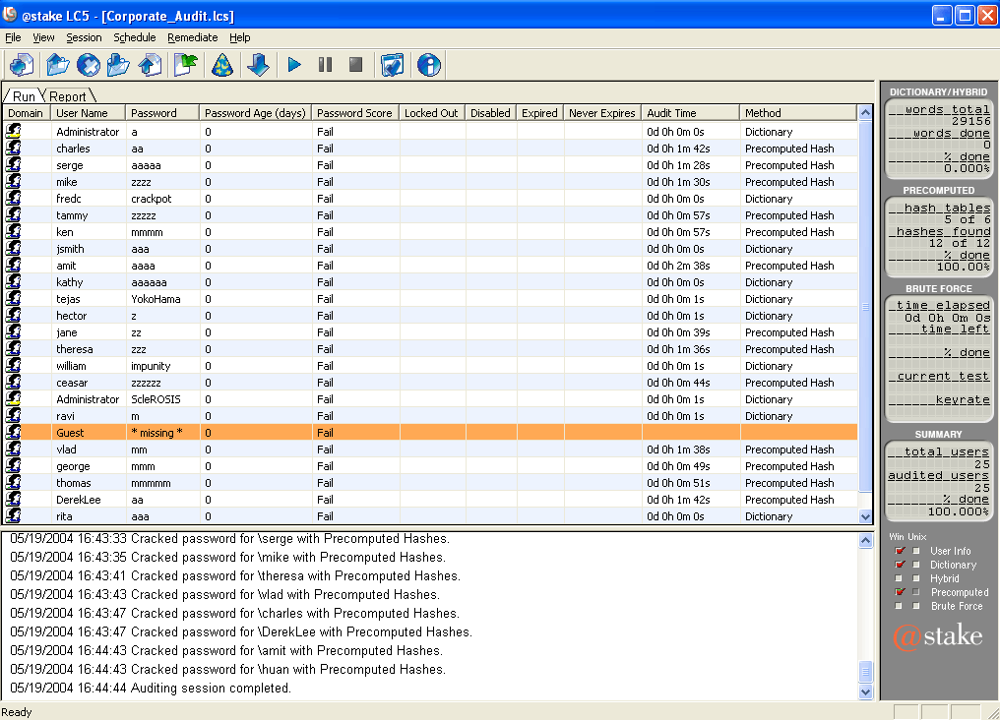 @stake LC5 - [Corporate_Audit.lcs]
File View Session Schedule Remediate Help
Run Report
Domain User Name Password Password Age (days) Password Score Locked Out Disabled Expired Never Expires Audit Time Method
Administrator a 0 Fail 0d 0h 0m 0s Dictionary
charles aa 0 Fail 0d 0h 1m 42s Precomputed Hash
serge aaaaa 0 Fail 0d 0h 1m 28s Precomputed Hash
mike zzzz 0 Fail 0d 0h 1m 30s Precomputed Hash
fredc crackpot 0 Fail 0d 0h 0m 0s Dictionary
tammy zzzzz 0 Fail 0d 0h 0m 57s Precomputed Hash
ken mmmm 0 Fail 0d 0h 0m 57s Precomputed Hash
jsmith aaa 0 Fail 0d 0h 0m 0s Dictionary
amit aaaa 0 Fail 0d 0h 2m 38s Precomputed Hash
kathy aaaaaa 0 Fail 0d 0h 0m 0s Dictionary
tejas YokoHama 0 Fail 0d 0h 0m 1s Dictionary
hector z 0 Fail 0d 0h 0m 1s Dictionary
jane zz 0 Fail 0d 0h 0m 39s Precomputed Hash
theresa zzz 0 Fail 0d 0h 1m 36s Precomputed Hash
william impunity 0 Fail 0d 0h 0m 1s Dictionary
ceasar zzzzzz 0 Fail 0d 0h 0m 44s Precomputed Hash
Administrator ScleROSIS 0 Fail 0d 0h 0m 1s Dictionary
ravi m 0 Fail 0d 0h 0m 1s Dictionary
Guest * missing * 0 Fail
vlad mm 0 Fail 0d 0h 1m 38s Precomputed Hash
george mmm 0 Fail 0d 0h 0m 49s Precomputed Hash
thomas mmmmm 0 Fail 0d 0h 0m 51s Precomputed Hash
DerekLee aa 0 Fail 0d 0h 1m 42s Precomputed Hash
rita aaa 0 Fail 0d 0h 0m 0s Dictionary
05/19/2004 16:43:33 Cracked password for \serge with Precomputed Hashes.
05/19/2004 16:43:35 Cracked password for \mike with Precomputed Hashes.
05/19/2004 16:43:41 Cracked password for \theresa with Precomputed Hashes.
05/19/2004 16:43:43 Cracked password for \vlad with Precomputed Hashes.
05/19/2004 16:43:47 Cracked password for \charles with Precomputed Hashes.
05/19/2004 16:43:47 Cracked password for \DerekLee with Precomputed Hashes.
05/19/2004 16:44:43 Cracked password for \amit with Precomputed Hashes.
05/19/2004 16:44:43 Cracked password for \huan with Precomputed Hashes.
05/19/2004 16:44:44 Auditing session completed.
DICTIONARY/HYBRID
words total
29156
words done
0
% done
0.000%
PRECOMPUTED
hash tables
5 of 6
hashes found
12 of 12
% done
100.00%
BRUTE FORCE
time elapsed
0d 0h 0m 0s
time left
% done
current test
keyrate
SUMMARY
total users
25
audited users
25
% done
100.000%
Win Unix
User Info
Dictionary
Hybrid
Precomputed
Brute Force
@stake
Ready